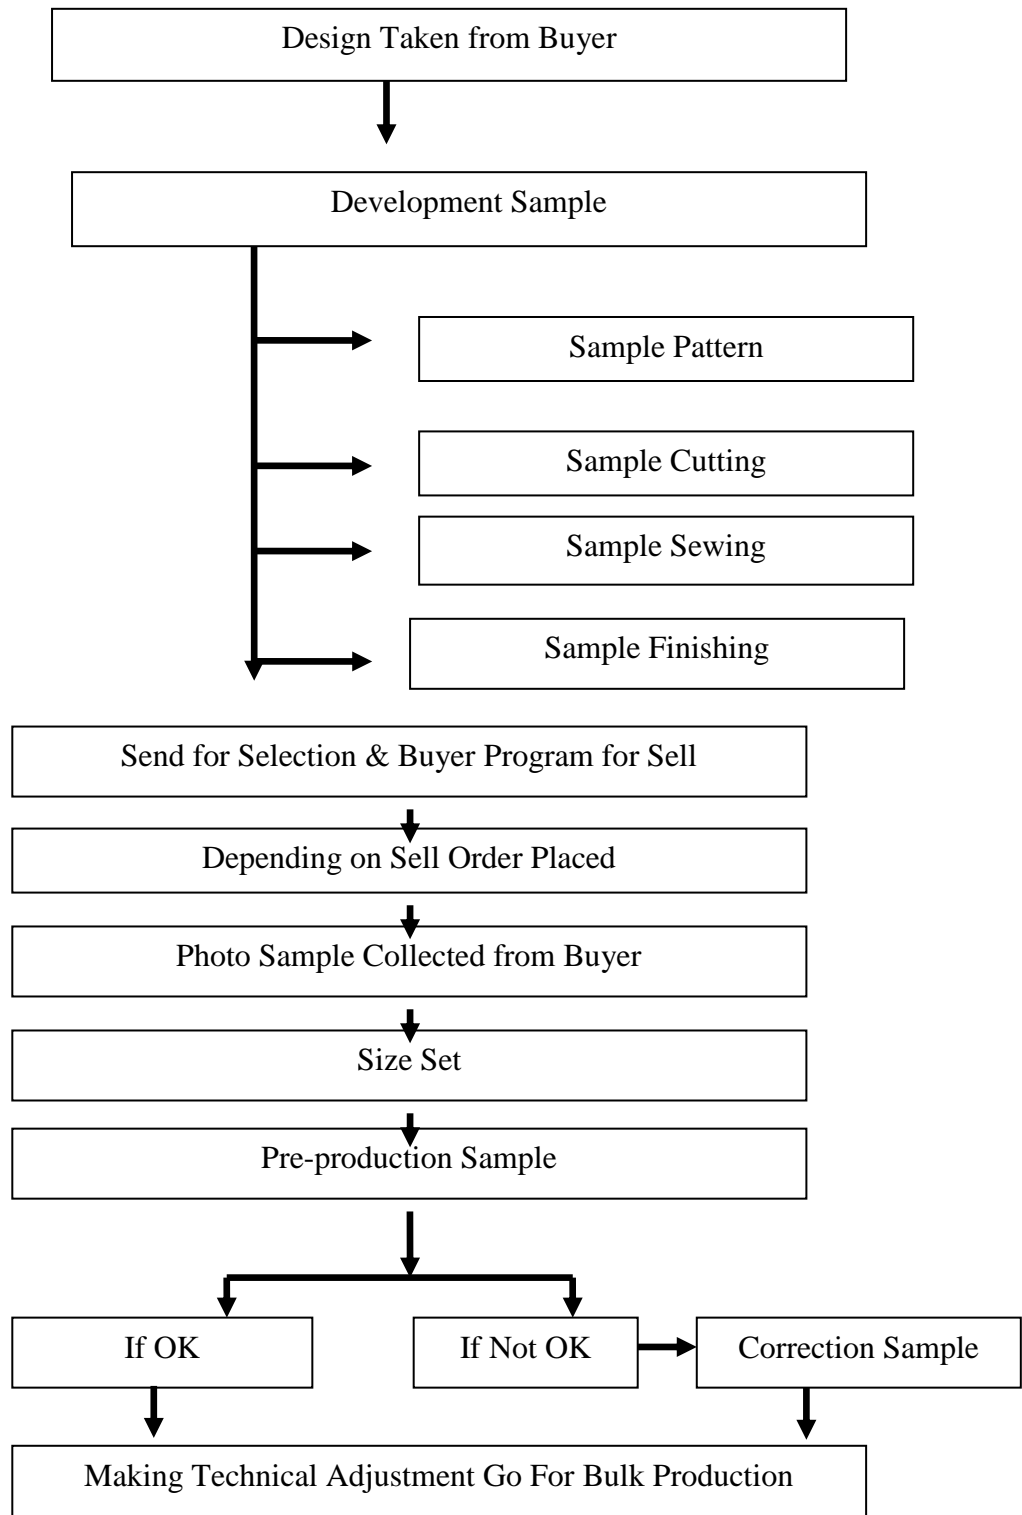 Design Taken from Buyer
Development Sample
Sample Pattern
Sample Cutting
Sample Sewing
Sample Finishing
Send for Selection & Buyer Program for Sell
Depending on Sell Order Placed
Photo Sample Collected from Buyer
Size Set
Pre-production Sample
If OK
If Not OK
Correction Sample
Making Technical Adjustment Go For Bulk Production